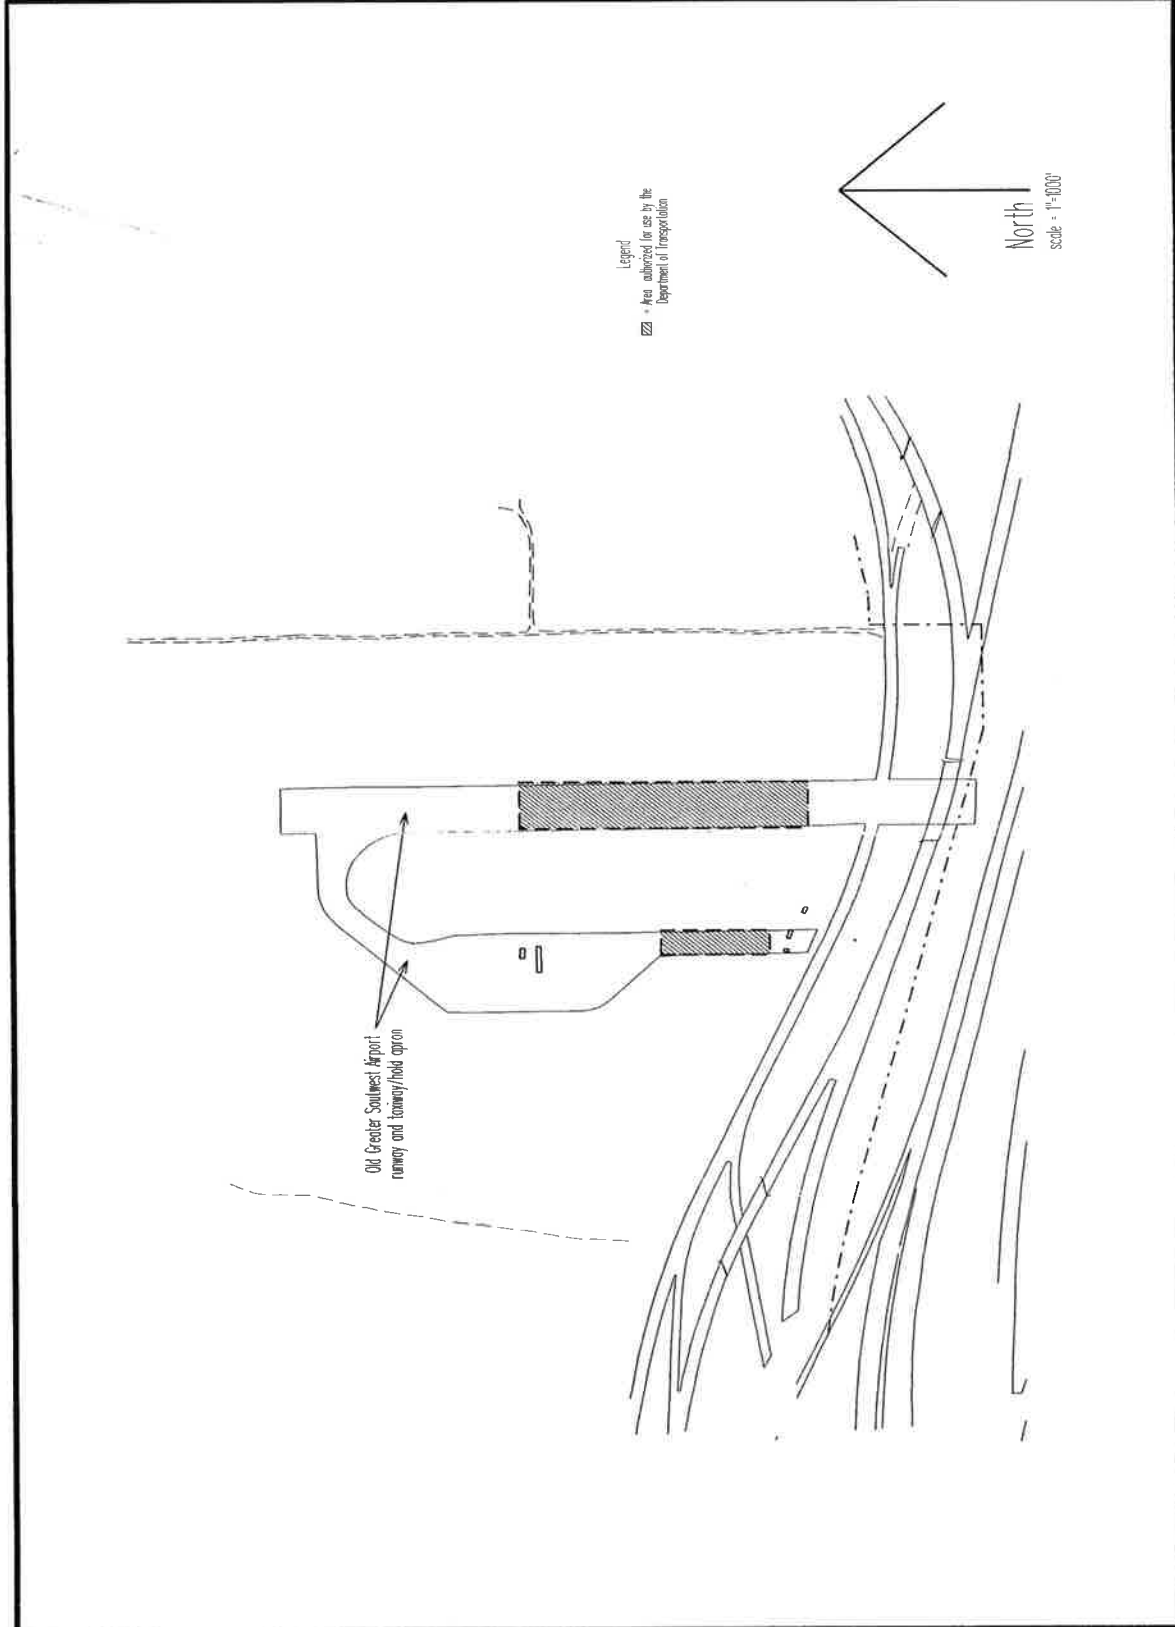 Legend
= Area authorized for use by the
Department of Transportation
North
scale = 1"=1000'
Old Greater Soutwest Airport
runway and taxiway/hold apron